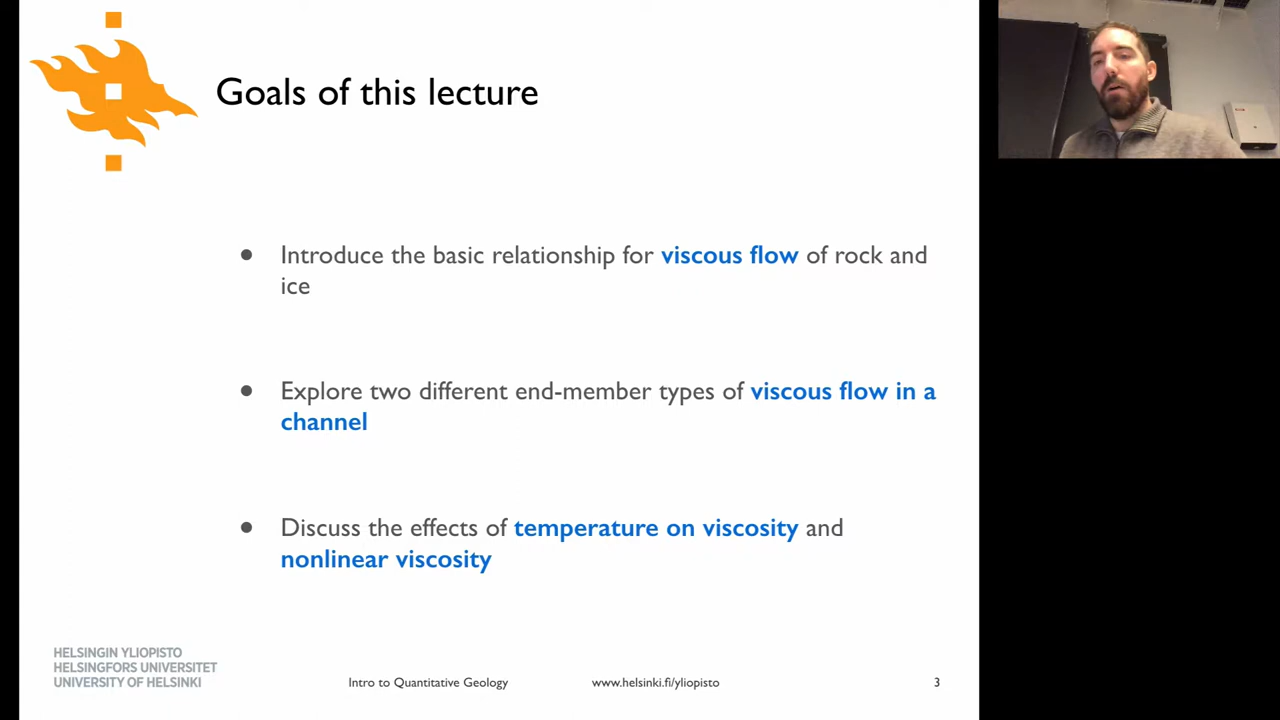 Goals of this lecture
● Introduce the basic relationship for viscous flow of rock and
ice
● Explore two different end-member types of viscous flow in a
channel
● Discuss the effects of temperature on viscosity and
nonlinear viscosity
HELSINGIN YLIOPISTO
HELSINGFORS UNIVERSITET
UNIVERSITY OF HELSINKI
Intro to Quantitative Geology
www.helsinki.fi/yliopisto
3